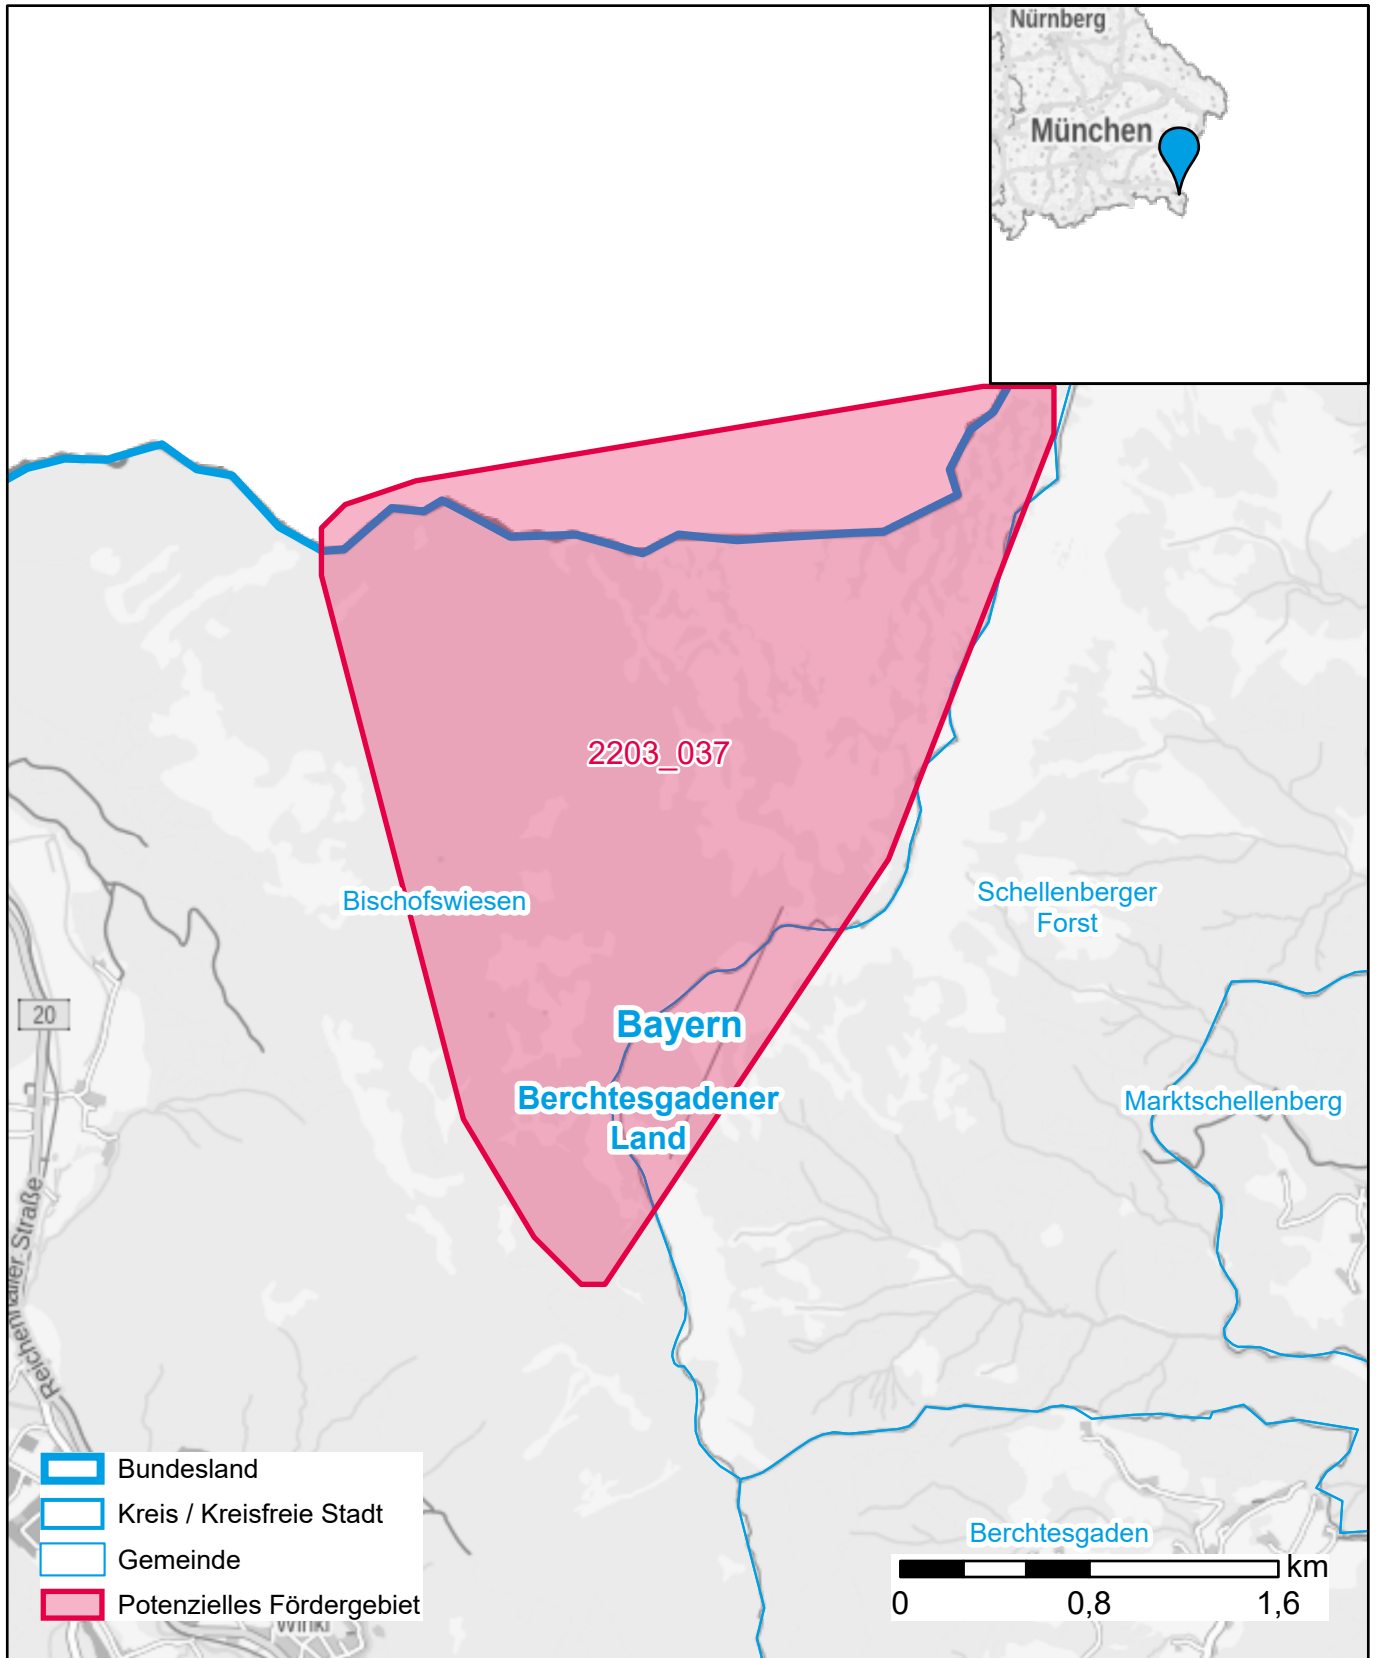 Nürnberg
München
2203_037
Bischofswiesen
Schellenberger
Forst
20
Bayern
Berchtesgadener
Land
Marktschellenberg
Reichenhaller Straße
Bundesland
Kreis / Kreisfreie Stadt
Gemeinde
Potenzielles Fördergebiet
Winkl
Berchtesgaden
km
0
0,8
1,6